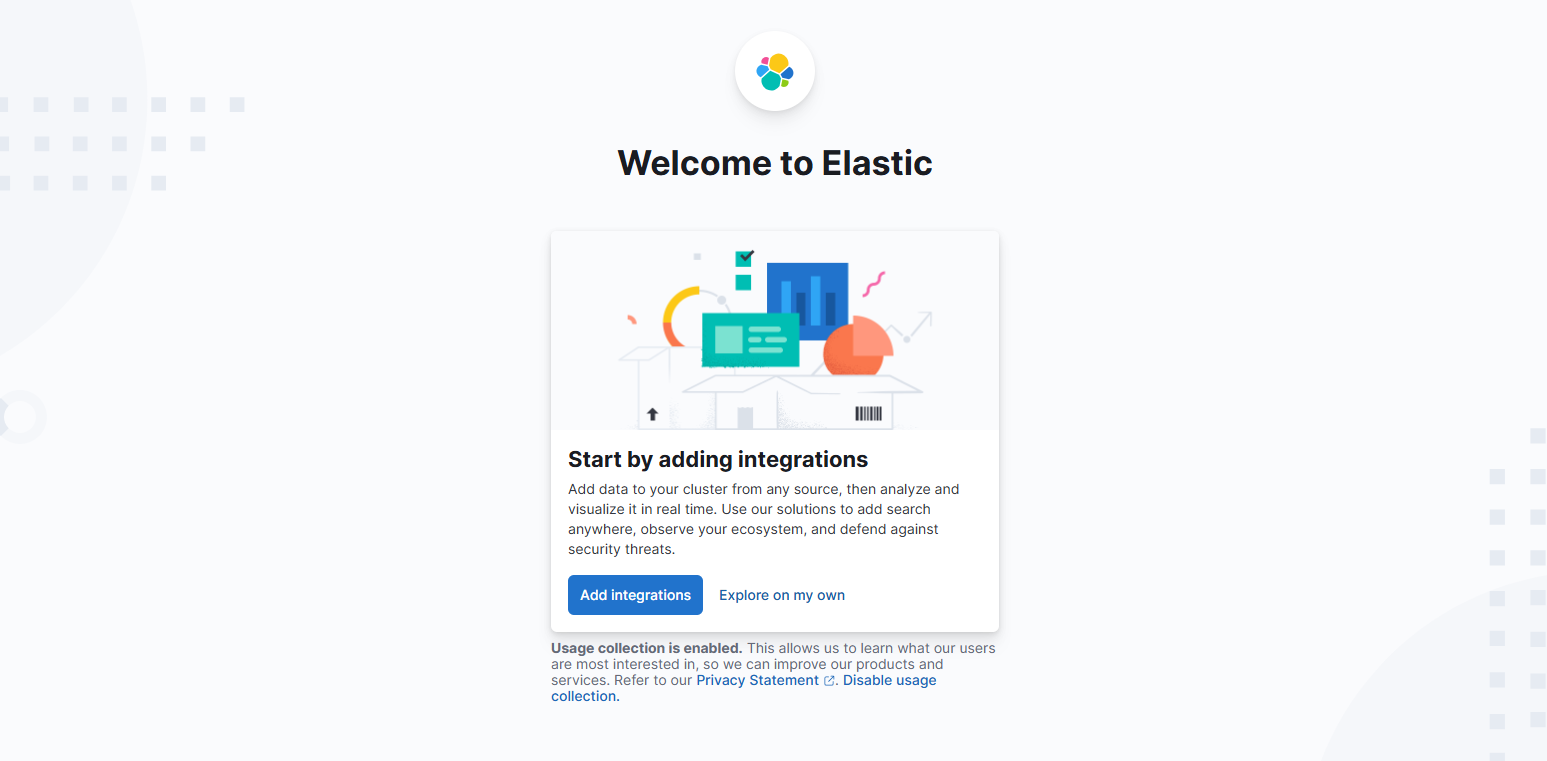 Welcome to Elastic
Start by adding integrations
Add data to your cluster from any source, then analyze and
visualize it in real time. Use our solutions to add search
anywhere, observe your ecosystem, and defend against
security threats.
Add integrations
Explore on my own
Usage collection is enabled. This allows us to learn what our users
are most interested in, so we can improve our products and
services. Refer to our Privacy Statement. Disable usage
collection.